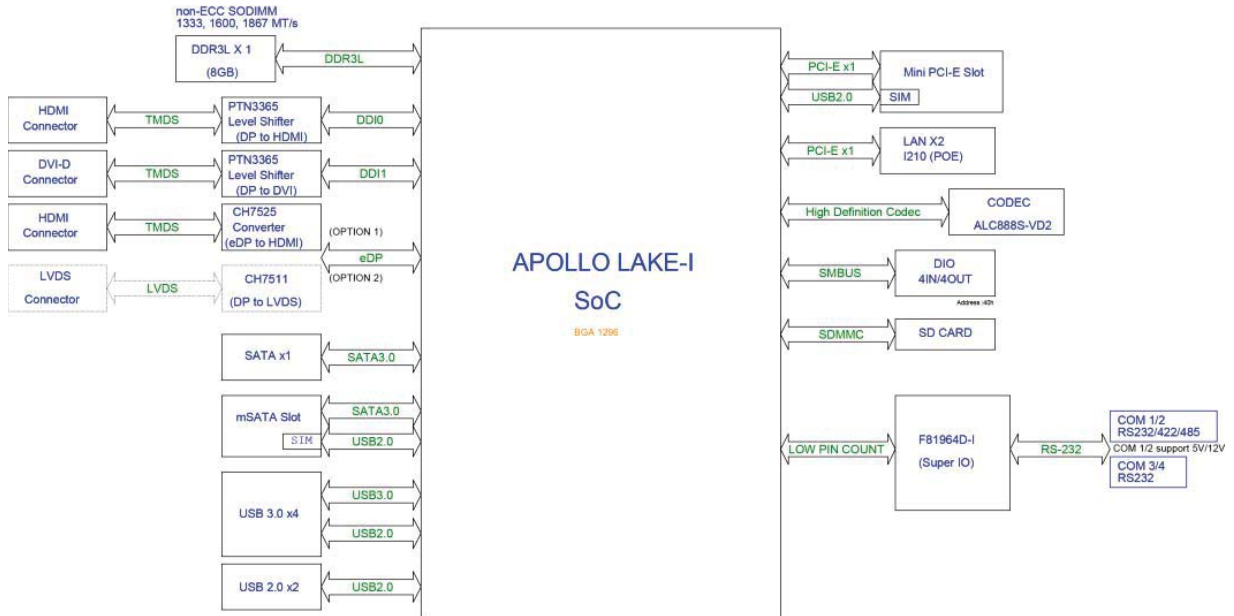 non-ECC SODIMM
1333, 1600, 1867 MT/s
DDR3L X 1
(8GB)
DDR3L
HDMI
Connector
TMDS
PTN3365
Level Shifter
(DP to HDMI)
DDI0
DVI-D
Connector
TMDS
PTN3365
Level Shifter
(DP to DVI)
DDI1
HDMI
Connector
TMDS
CH7525
Converter
(eDP to HDMI)
(OPTION 1)
eDP
(OPTION 2)
LVDS
Connector
LVDS
CH7511
(DP to LVDS)
SATA x1
SATA3.0
mSATA Slot
SIM
SATA3.0
USB2.0
USB 3.0 x4
USB3.0
USB2.0
USB 2.0 x2
USB2.0
APOLLO LAKE-I
SoC
BGA 1296
PCI-E x1
USB2.0
Mini PCI-E Slot
SIM
PCI-E x1
LAN X2
I210 (POE)
High Definition Codec
CODEC
ALC888S-VD2
SMBUS
DIO
4IN/4OUT
Address :40h
SDMMC
SD CARD
LOW PIN COUNT
F81964D-I
(Super IO)
RS-232
COM 1/2
RS232/422/485
COM 1/2 support 5V/12V
COM 3/4
RS232